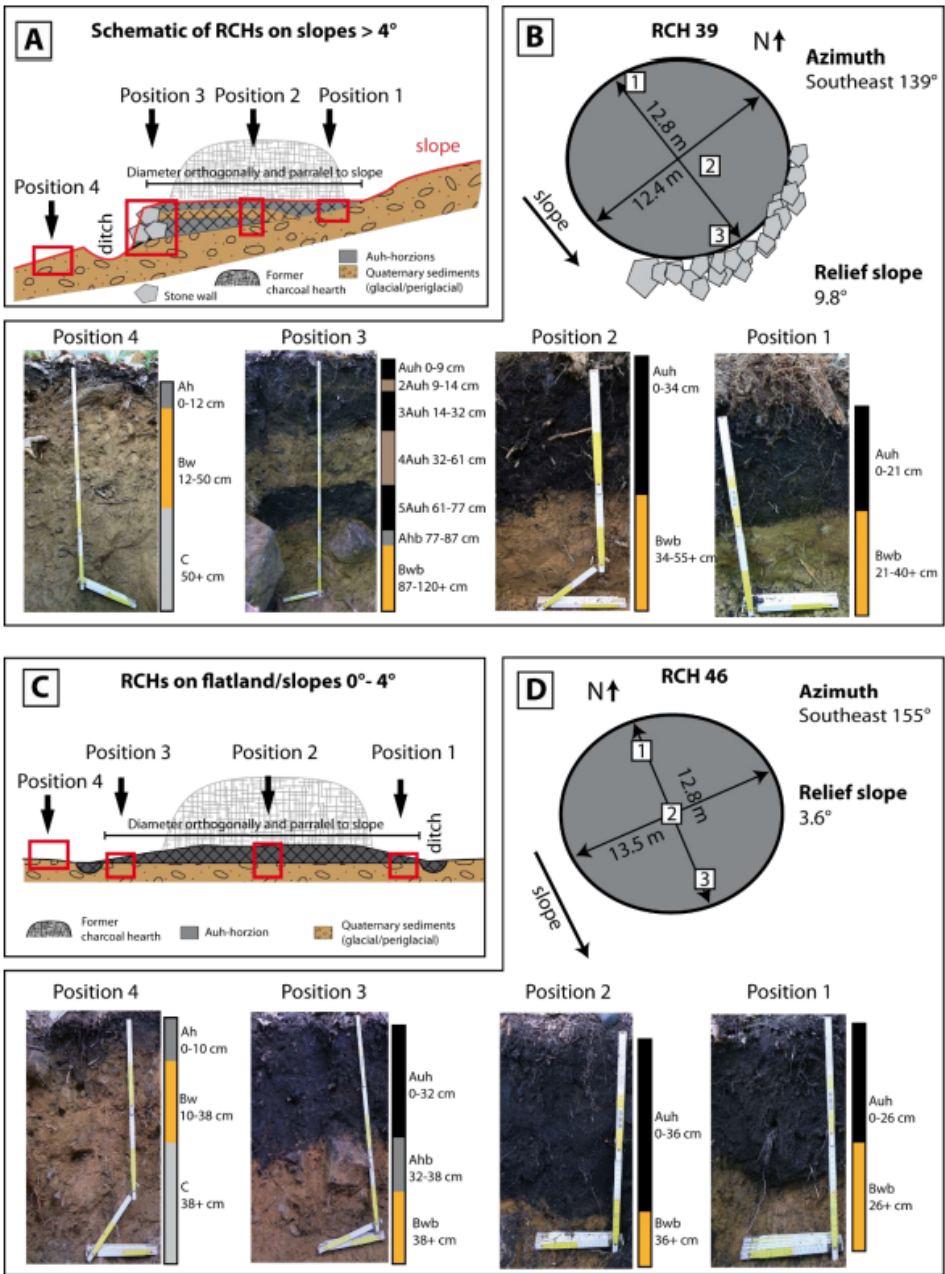 A
Schematic of RCHs on slopes > 4°
Position 3
Position 2
Position 1
slope
Diameter orthogonally and parralel to slope
Position 4
ditch
Auh-horzions
Former
charcoal hearth
Quaternary sediments
(glacial/periglacial)
Stone wall
B
RCH 39
N
Azimuth
Southeast 139°
1
12.8 m
2
12.4 m
3
slope
Relief slope
9.8°
Position 4
Ah
0-12 cm
Bw
12-50 cm
C
50+ cm
Position 3
Auh 0-9 cm
2Auh 9-14 cm
3Auh 14-32 cm
4Auh 32-61 cm
5Auh 61-77 cm
Ahb 77-87 cm
Bwb
87-120+ cm
Position 2
Auh
0-34 cm
Bwb
34-55+ cm
Position 1
Auh
0-21 cm
Bwb
21-40+ cm
C
RCHs on flatland/slopes 0°- 4°
Position 3
Position 2
Position 1
Position 4
Diameter orthogonally and parralel to slope
ditch
Former
charcoal hearth
Auh-horzion
Quaternary sediments
(glacial/periglacial)
D
RCH 46
N
Azimuth
Southeast 155°
1
12.8 m
2
13.5 m
3
slope
Relief slope
3.6°
Position 4
Ah
0-10 cm
Bw
10-38 cm
C
38+ cm
Position 3
Auh
0-32 cm
Ahb
32-38 cm
Bwb
38+ cm
Position 2
Auh
0-36 cm
Bwb
36+ cm
Position 1
Auh
0-26 cm
Bwb
26+ cm